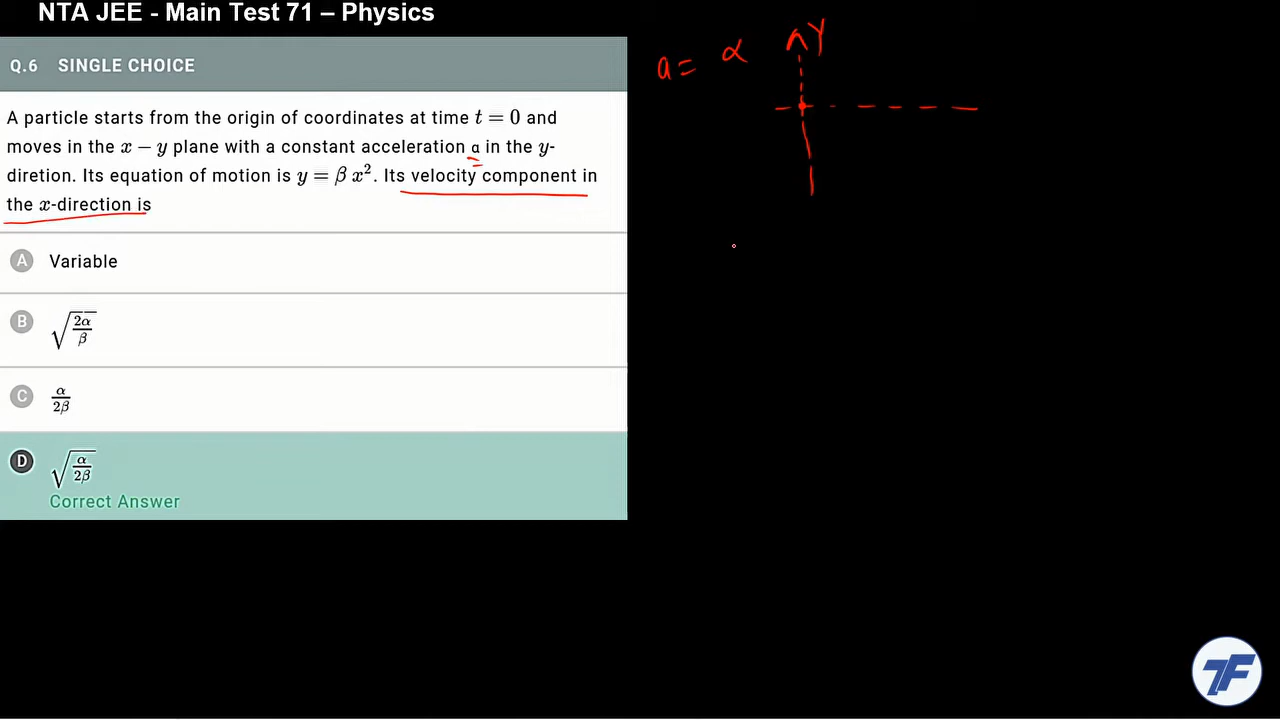 NTA JEE - Main Test 71 – Physics
Q.6 SINGLE CHOICE
A particle starts from the origin of coordinates at time t = 0 and
moves in the x − y plane with a constant acceleration a in the y-
diretion. Its equation of motion is y = β x². Its velocity component in
the x-direction is
A Variable
B √(2α/β)
C α/2β
D √(α/2β)
Correct Answer
a = α
Y
TF